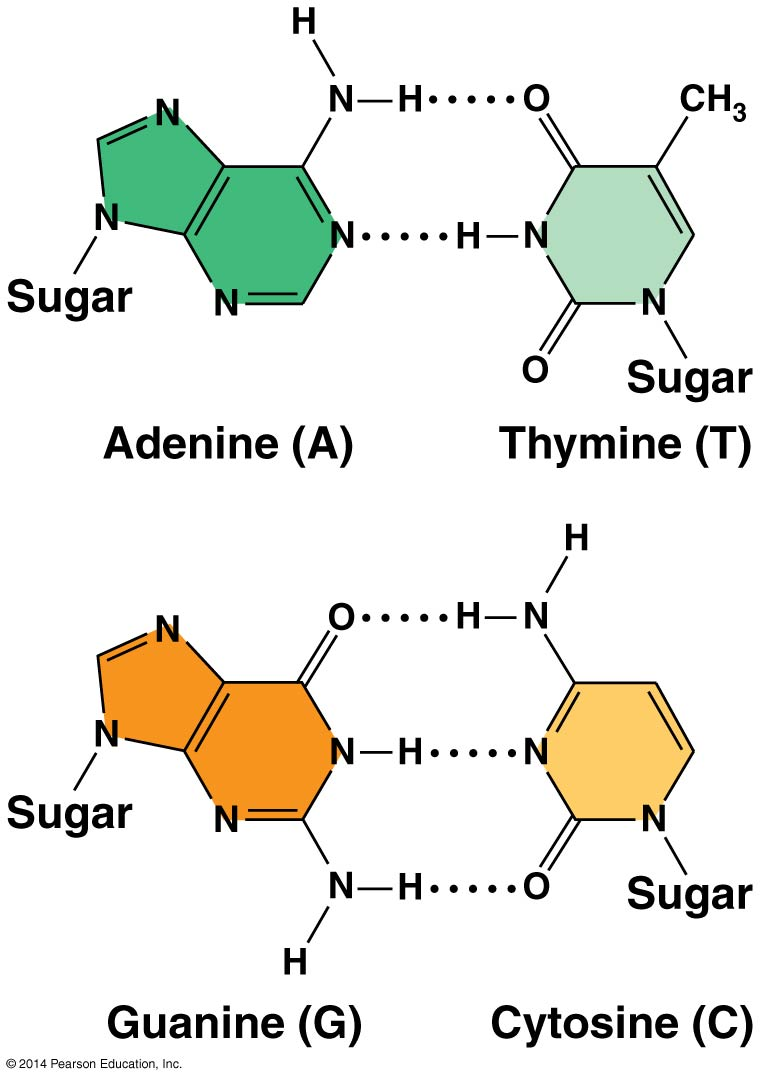 H
N H O CH3
N
N N H N
Sugar N N
O Sugar
Adenine (A) Thymine (T)
H
O H N
N
N N H N
Sugar N N
N H O Sugar
H
Guanine (G) Cytosine (C)
© 2014 Pearson Education, Inc.